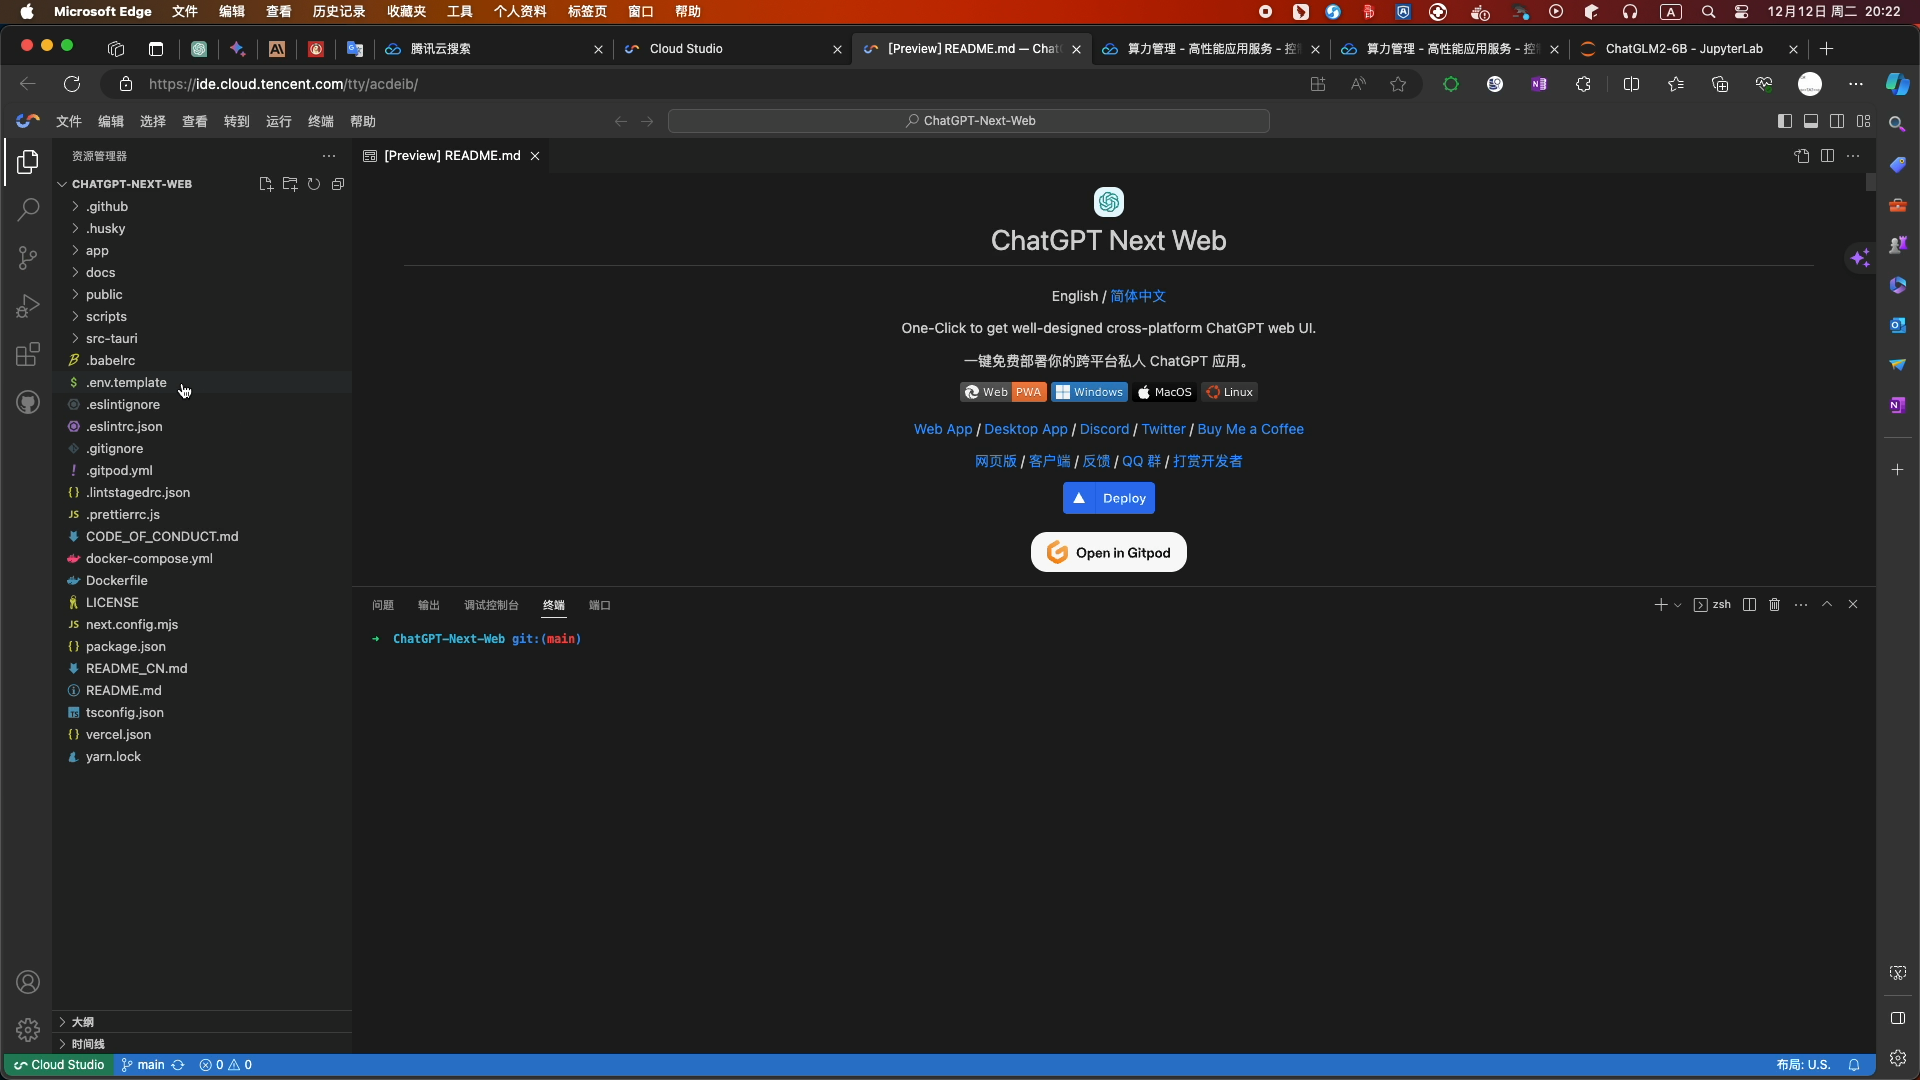 Microsoft Edge 文件 编辑 查看 历史记录 收藏夹 工具 个人资料 标签页 窗口 帮助 12月12日 周二 20:22
腾讯云搜索 Cloud Studio [Preview] README.md — Chat 算力管理 - 高性能应用服务 - 控 算力管理 - 高性能应用服务 - 控 ChatGLM2-6B - JupyterLab
https://ide.cloud.tencent.com/tty/acdeib/
文件 编辑 选择 查看 转到 运行 终端 帮助 ChatGPT-Next-Web
资源管理器
CHATGPT-NEXT-WEB
.github
.husky
app
docs
public
scripts
src-tauri
.babelrc
.env.template
.eslintignore
.eslintrc.json
.gitignore
.gitpod.yml
.lintstagedrc.json
.prettierrc.js
CODE_OF_CONDUCT.md
docker-compose.yml
Dockerfile
LICENSE
next.config.mjs
package.json
README_CN.md
README.md
tsconfig.json
vercel.json
yarn.lock
大纲
时间线
[Preview] README.md
ChatGPT Next Web
English / 简体中文
One-Click to get well-designed cross-platform ChatGPT web UI.
一键免费部署你的跨平台私人 ChatGPT 应用。
Web PWA Windows MacOS Linux
Web App / Desktop App / Discord / Twitter / Buy Me a Coffee
网页版 / 客户端 / 反馈 / QQ 群 / 打赏开发者
Deploy
Open in Gitpod
问题 输出 调试控制台 终端 端口 zsh
→ ChatGPT-Next-Web git:(main)
Cloud Studio main 0 0 布局: U.S.